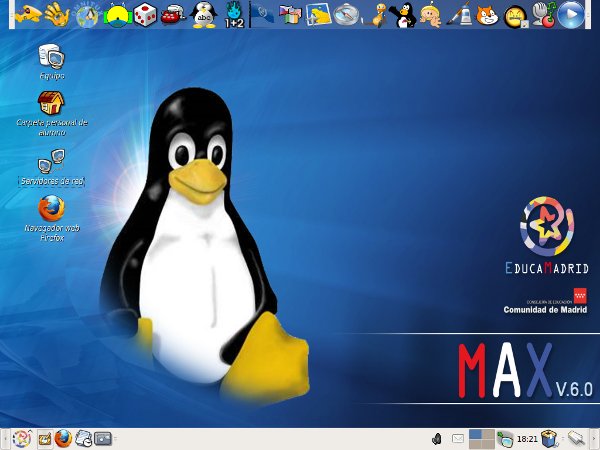 abc
1+2
Equipo
Carpeta personal de
alumno
Servidores de red
Navegador web
Firefox
EDUCAMADRID
CONSEJERÍA DE EDUCACIÓN
Comunidad de Madrid
MAX V.6.0
18:21